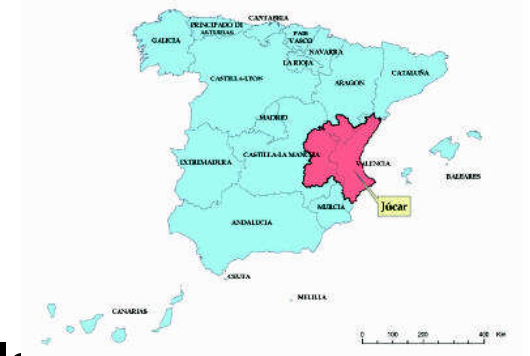 CANTABRIA
PRINCIPADO DE
ASTURIAS
PAIS
VASCO
GALICIA
NAVARRA
LA RIOJA
CATALUÑA
CASTILLA-LEON
ARAGON
MADRID
CASTILLA-LA MANCHA
EXTREMADURA
VALENCIA
BALEARES
MURCIA
Júcar
ANDALUCIA
CEUTA
MELILLA
CANARIAS
0 100 200 400 Km